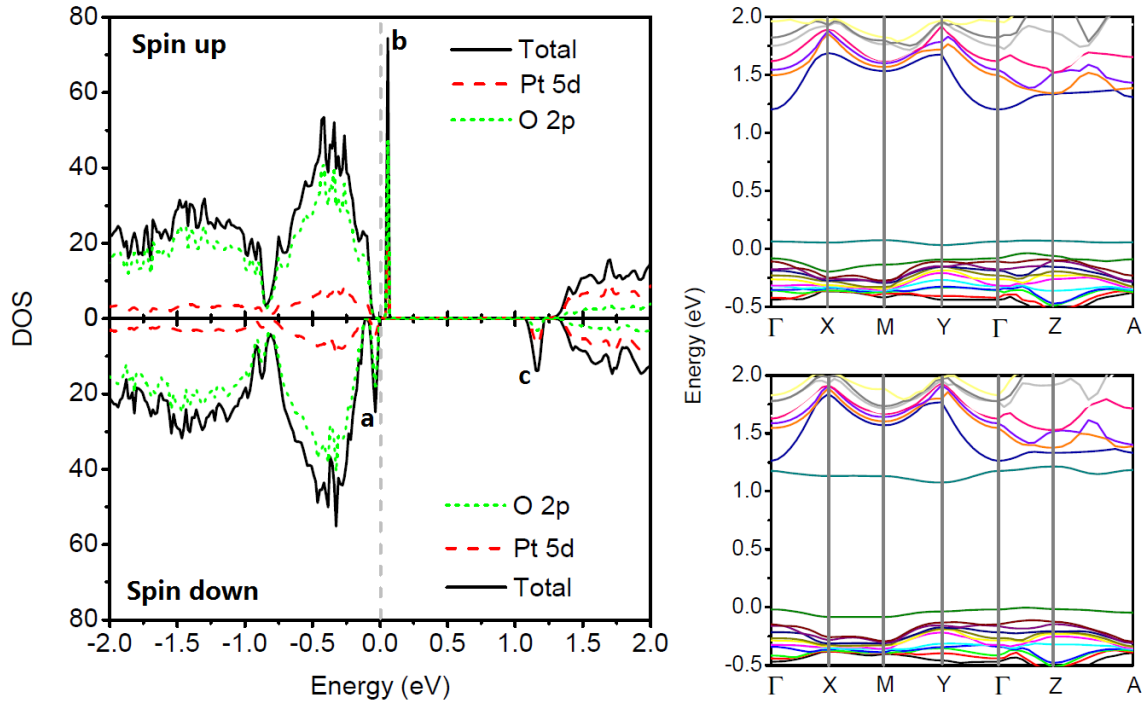 80
60
40
20
0
20
40
60
80
DOS
Spin up
b
Total
Pt 5d
O 2p
a
c
O 2p
Pt 5d
Total
Spin down
-2.0 -1.5 -1.0 -0.5 0.0 0.5 1.0 1.5 2.0
Energy (eV)
2.0
1.5
1.0
0.5
0.0
-0.5
Γ X M Y Γ Z A
Energy (eV)
2.0
1.5
1.0
0.5
0.0
-0.5
Γ X M Y Γ Z A